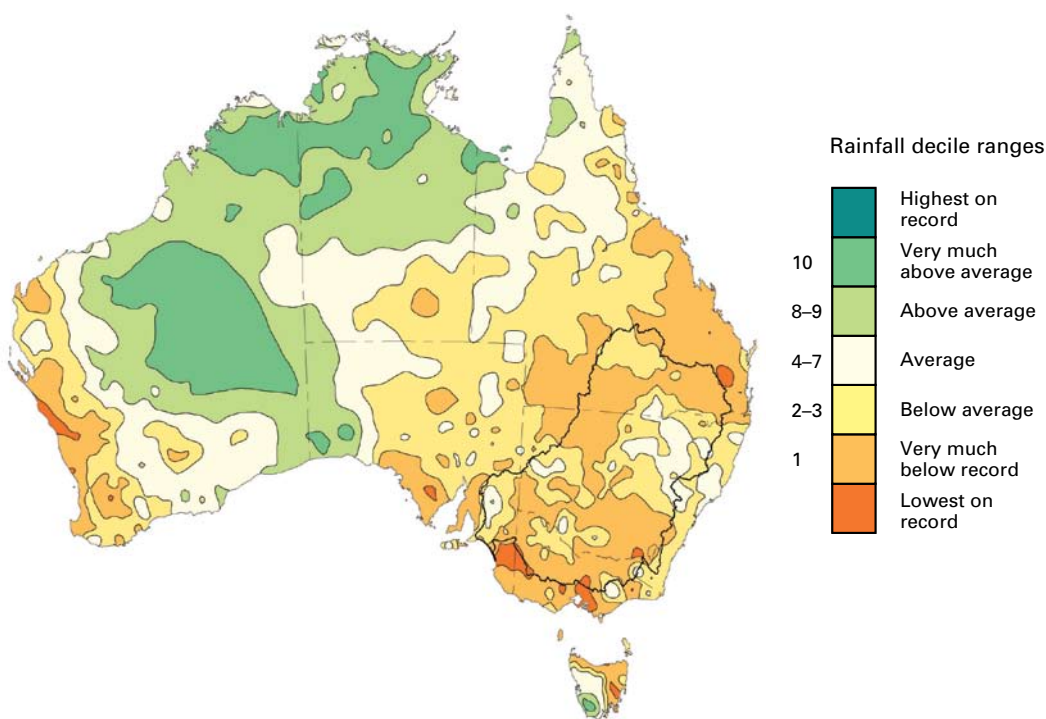 Rainfall decile ranges
Highest on
record
10
Very much
above average
8–9
Above average
4–7
Average
2–3
Below average
1
Very much
below record
Lowest on
record